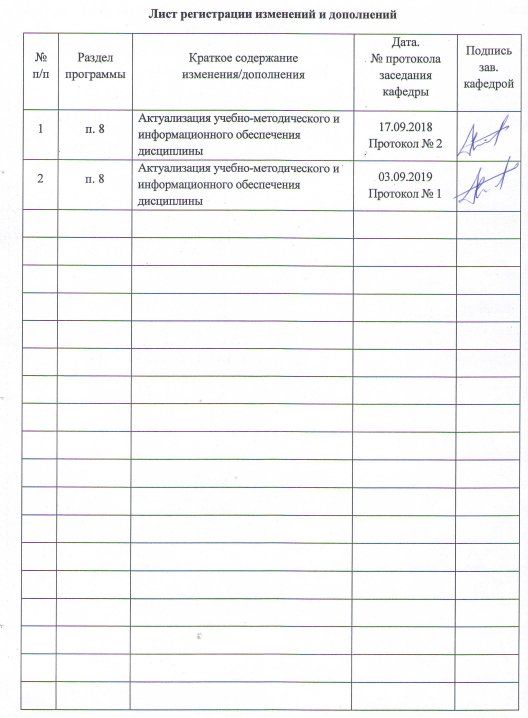 Лист регистрации изменений и дополнений
№
п/п
Раздел
программы
Краткое содержание
изменения/дополнения
Дата.
№ протокола
заседания
кафедры
Подпись
зав.
кафедрой
1
п. 8
Актуализация учебно-методического и
информационного обеспечения
дисциплины
17.09.2018
Протокол № 2
2
п. 8
Актуализация учебно-методического и
информационного обеспечения
дисциплины
03.09.2019
Протокол № 1